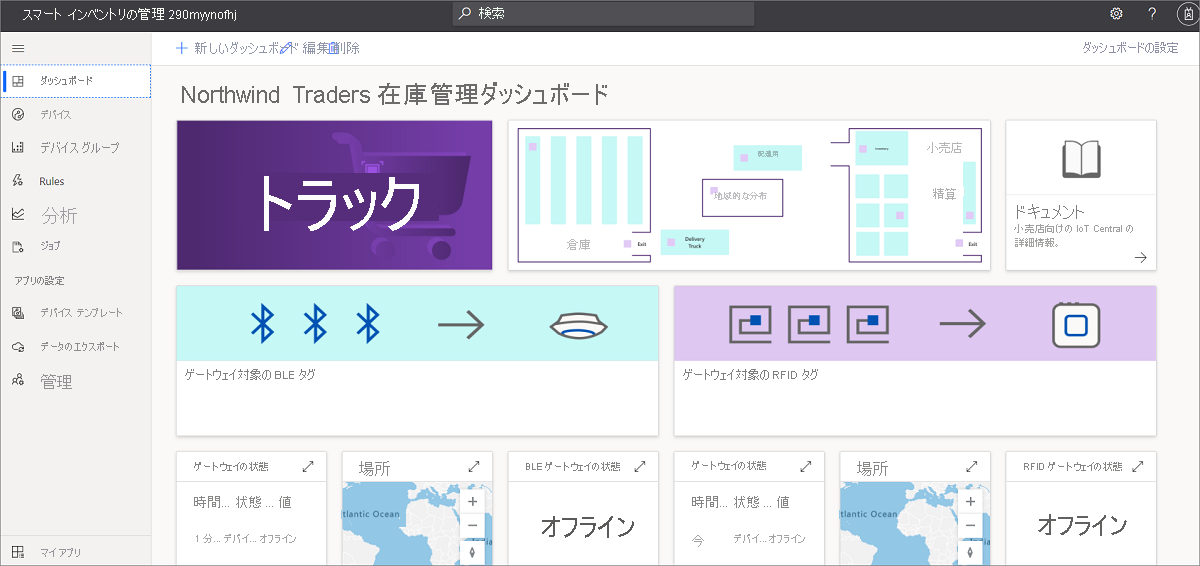 スマート インベントリの管理 290myynofhj
検索
?
新しいダッシュボード 編集 削除
ダッシュボードの設定
ダッシュボード
デバイス
デバイス グループ
Rules
分析
ジョブ
アプリの設定
デバイス テンプレート
データのエクスポート
管理
マイ アプリ
Northwind Traders 在庫管理ダッシュボード
トラック
倉庫
Exit
配達用
地域的な分布
Delivery
Truck
Inventory
小売店
精算
Exit
ドキュメント
小売店向けの IoT Central の
詳細情報。
ゲートウェイ対象の BLE タグ
ゲートウェイ対象の RFID タグ
ゲートウェイの状態
時間... 状態 ... 値
1 分... デバイ... オフライン
場所
Atlantic Ocean
BLE ゲートウェイの状態
オフライン
ゲートウェイの状態
時間... 状態 ... 値
今 デバイ... オフライン
場所
Atlantic Ocean
RFID ゲートウェイの状態
オフライン